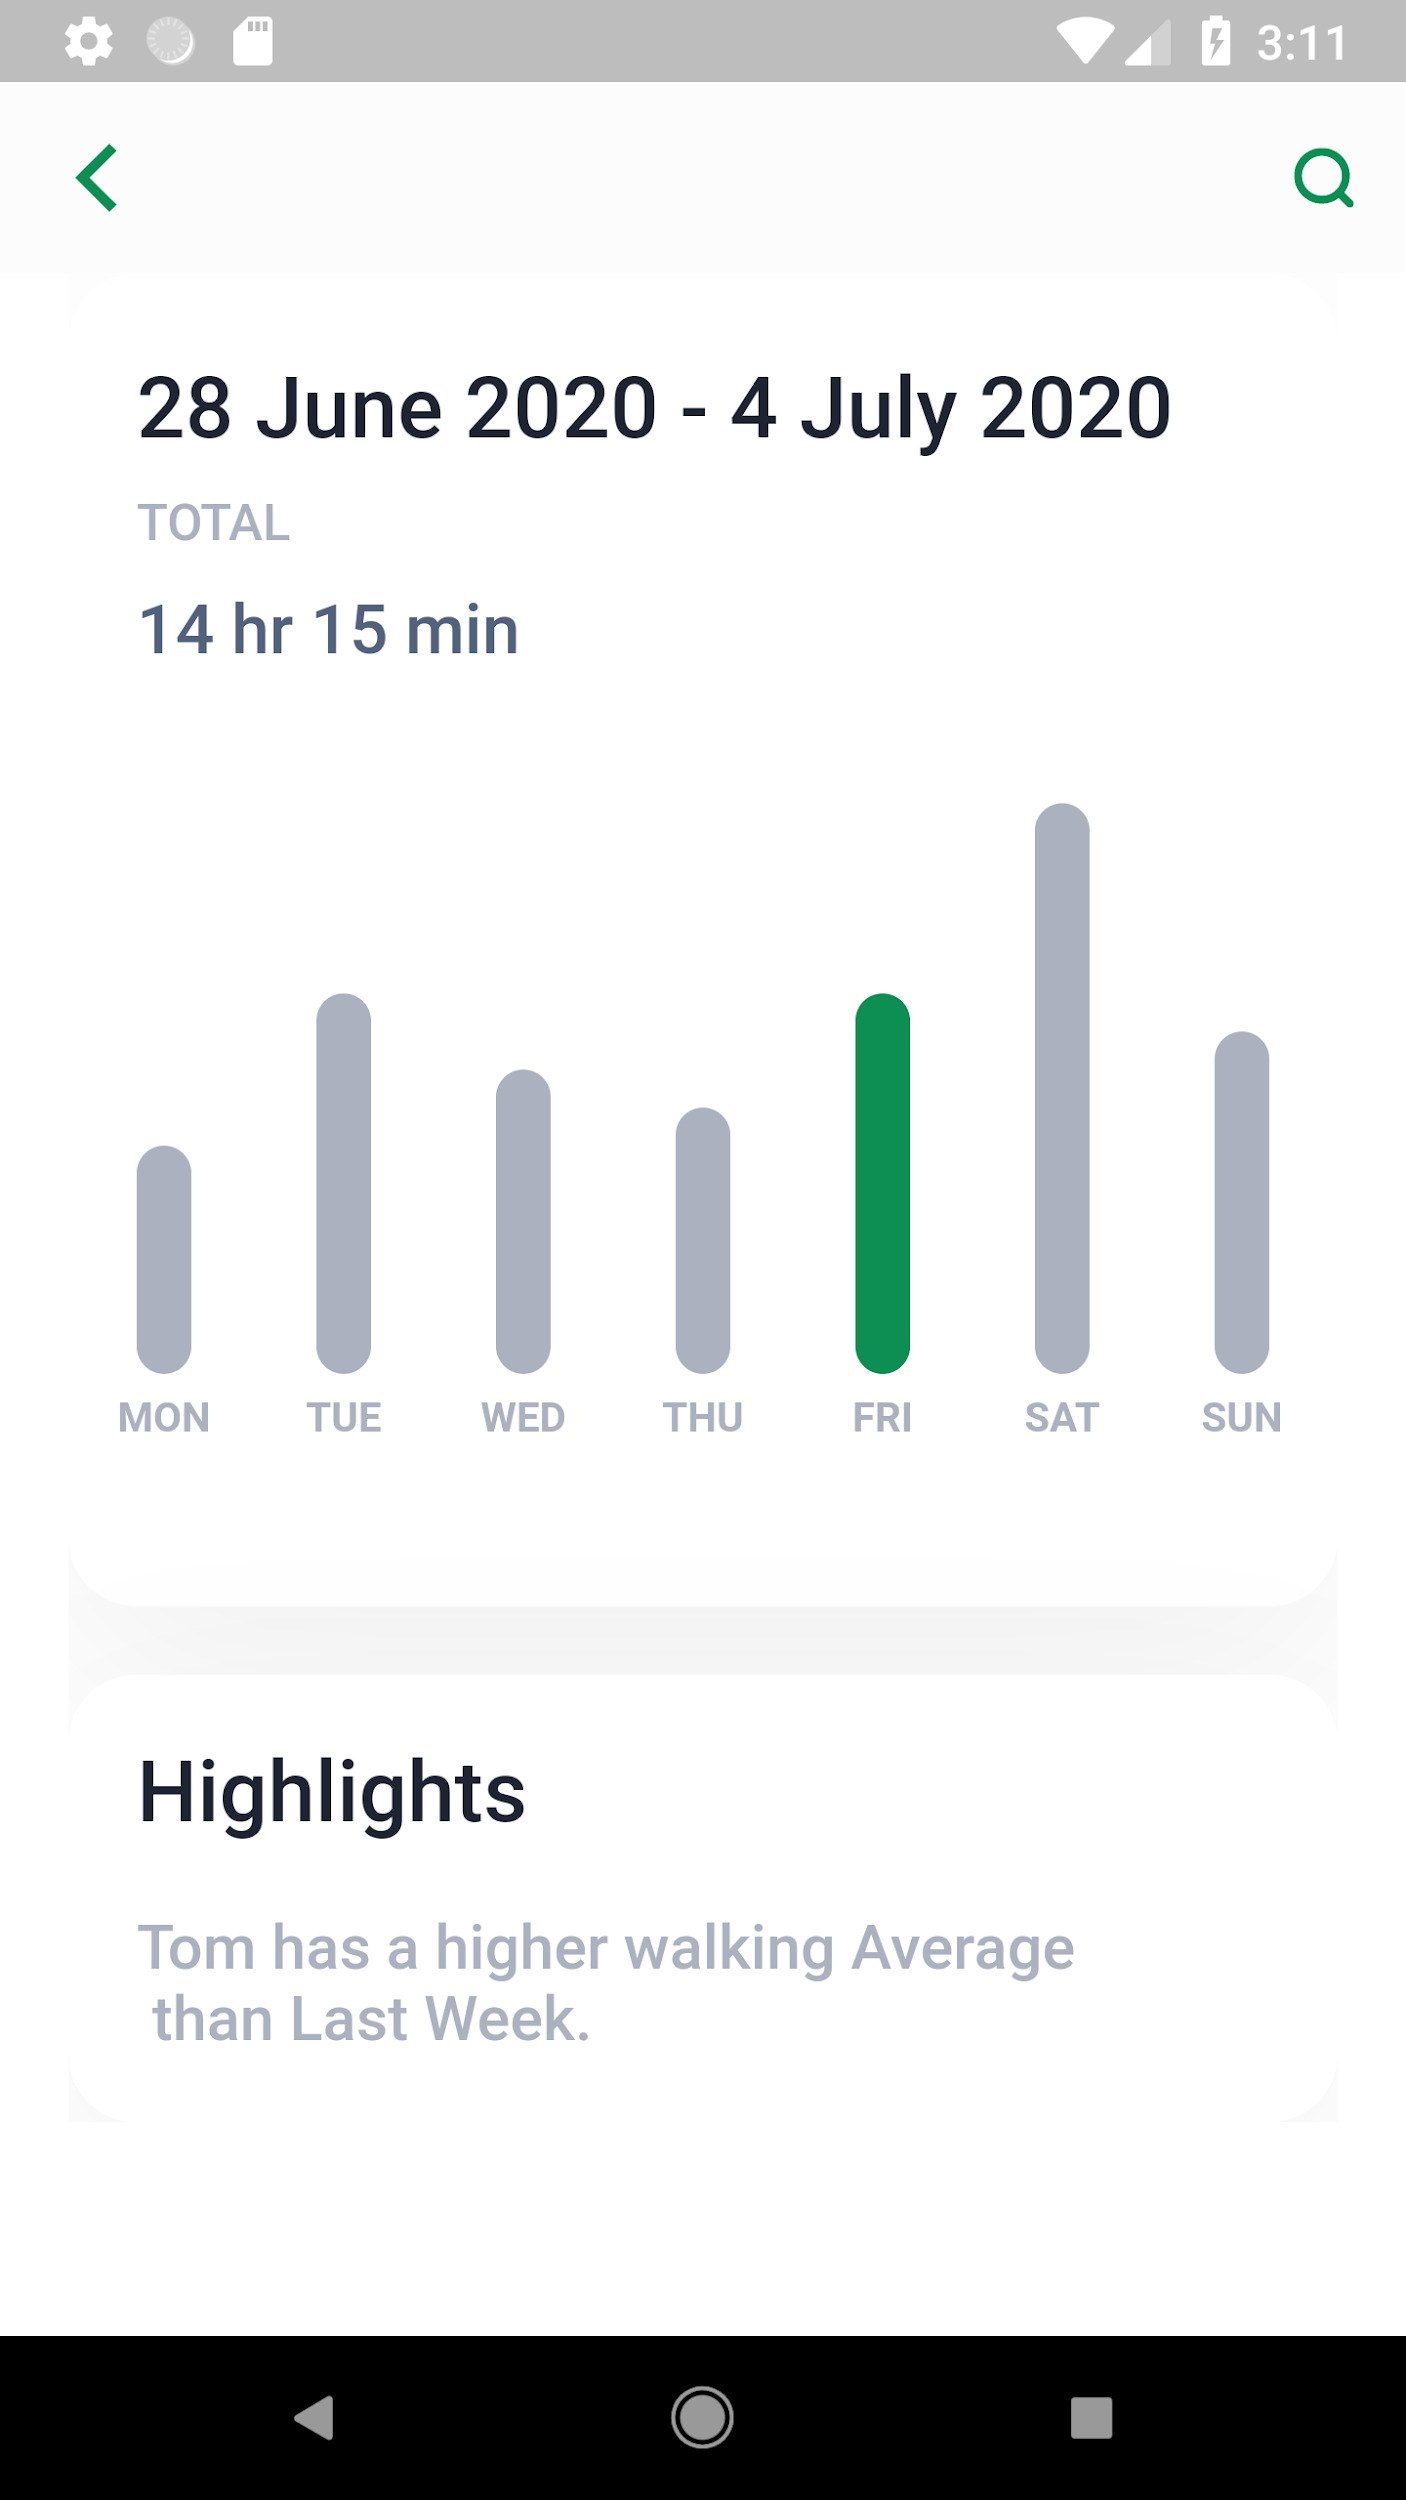 3:11
28 June 2020 - 4 July 2020
TOTAL
14 hr 15 min
MON TUE WED THU FRI SAT SUN
Highlights
Tom has a higher walking Average
than Last Week.